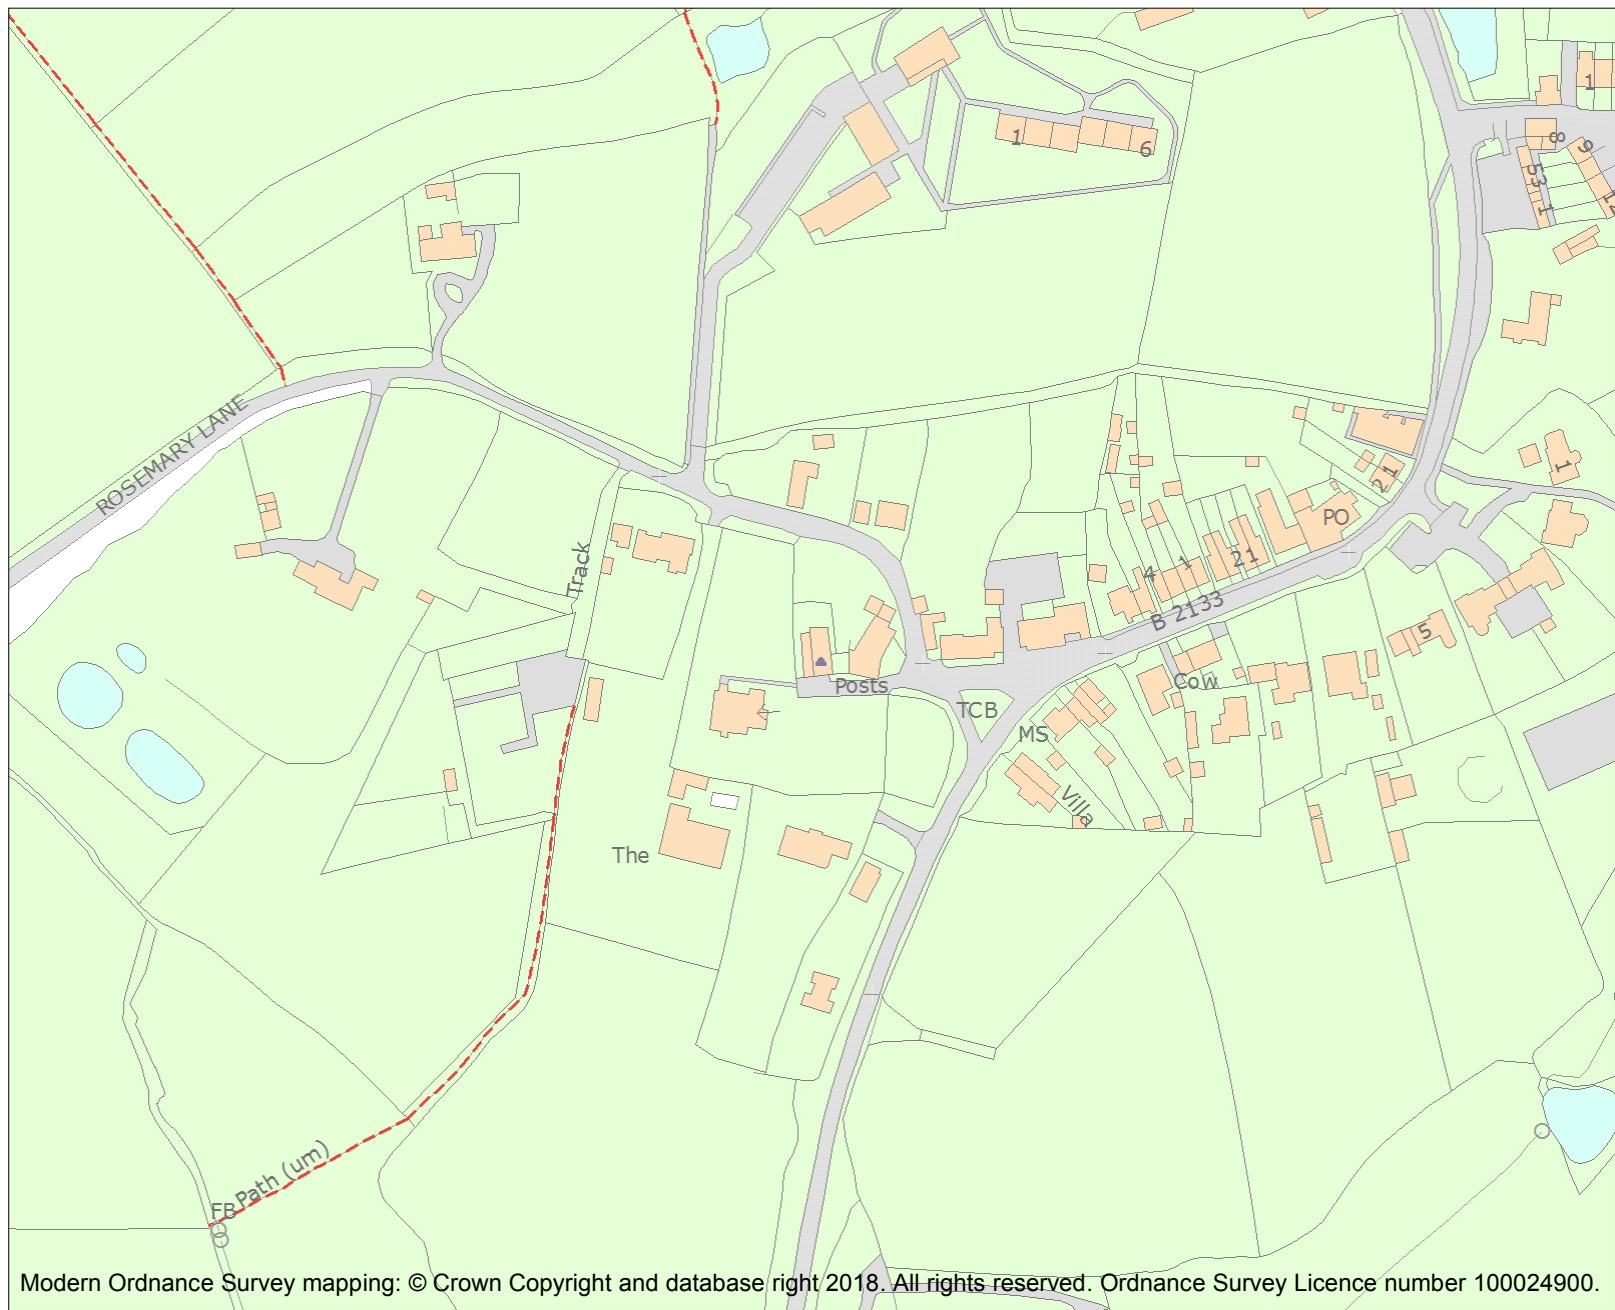 1
1
6
8
9
53
1
ROSEMARY LANE
2
1
1
PO
Track
4
1
21
B 2133
5
Posts
Cow
TCB
MS
Villa
The
Path (um)
FB
Modern Ordnance Survey mapping: © Crown Copyright and database right 2018. All rights reserved. Ordnance Survey Licence number 100024900.